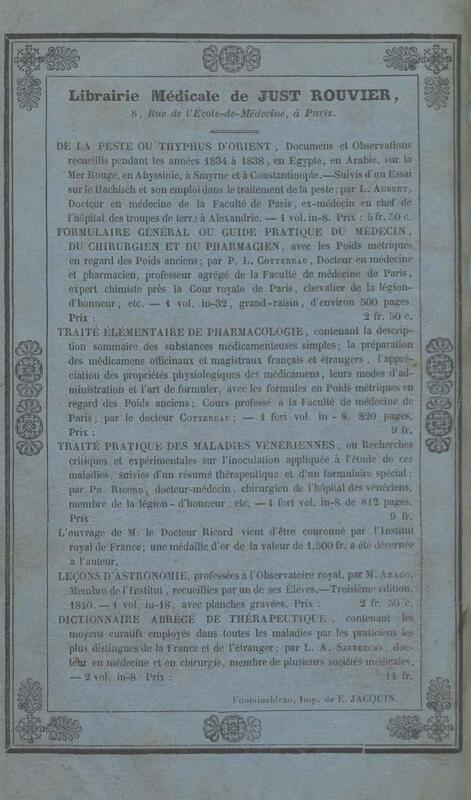 Librairie Médicale de JUST ROUVIER,
8, Rue de l'Ecole-de-Médecine, à Paris.
DE LA PESTE OU TYPHUS D'ORIENT, Documens et Observations
recueillis pendant les années 1834 à 1838, en Egypte, en Arabie, sur la
Mer Rouge, en Abyssinie, à Smyrne et à Constantinople.—Suivis d'un Essai
sur le Hachisch et son emploi dans le traitement de la peste; par L. AUBERT,
Docteur en médecine de la Faculté de Paris, ex-médecin en chef de
l'hôpital des troupes de terre à Alexandrie. — 1 vol. in-8. Prix : 5 fr. 50 c.
FORMULAIRE GÉNÉRAL OU GUIDE PRATIQUE DU MÉDECIN,
DU CHIRURGIEN ET DU PHARMACIEN, avec les Poids métriques
en regard des Poids anciens; par P. L. COTTEREAU, Docteur en médecine
et pharmacien, professeur agrégé de la Faculté de médecine de Paris,
expert chimiste près la Cour royale de Paris, chevalier de la légion-
d'honneur, etc. — 1 vol. in-32, grand-raisin, d'environ 500 pages.
Prix : 2 fr. 50 c.
TRAITÉ ÉLÉMENTAIRE DE PHARMACOLOGIE, contenant la descrip-
tion sommaire des substances médicamenteuses simples; la préparation
des médicamens officinaux et magistraux français et étrangers, l'appré-
ciation des propriétés physiologiques des médicamens, leurs modes d'ad-
ministration et l'art de formuler, avec les formules en Poids métriques en
regard des Poids anciens; Cours professé à la Faculté de médecine de
Paris; par le docteur COTTEREAU; — 1 fort vol. in-8, 820 pages.
Prix : 9 fr.
TRAITÉ PRATIQUE DES MALADIES VÉNÉRIENNES, ou Recherches
critiques et expérimentales sur l'inoculation appliquée à l'étude de ces
maladies, suivies d'un résumé thérapeutique et d'un formulaire spécial;
par PH. RICORD, docteur-médecin, chirurgien de l'hôpital des vénériens,
membre de la légion-d'honneur, etc. — 1 fort vol. in-8 de 812 pages.
Prix : 9 fr.
L'ouvrage de M. le Docteur Ricord vient d'être couronné par l'Institut
royal de France; une médaille d'or de la valeur de 1,500 fr. a été décernée
à l'auteur.
LEÇONS D'ASTRONOMIE, professées à l'Observatoire royal, par M. ARAGO,
Membre de l'Institut, recueillies par un de ses Élèves.—Troisième édition,
1840. — 1 vol. in-18, avec planches gravées. Prix : 2 fr. 50 c.
DICTIONNAIRE ABRÉGÉ DE THÉRAPEUTIQUE, contenant les
moyens curatifs employés dans toutes les maladies par les praticiens les
plus distingués de la France et de l'étranger; par L. A. SZERLECKI, doc-
teur en médecine et en chirurgie, membre de plusieurs sociétés médicales;
— 2 vol. in-8. Prix : 14 fr.
Fontainebleau, Imp. de E. JACQUIN.